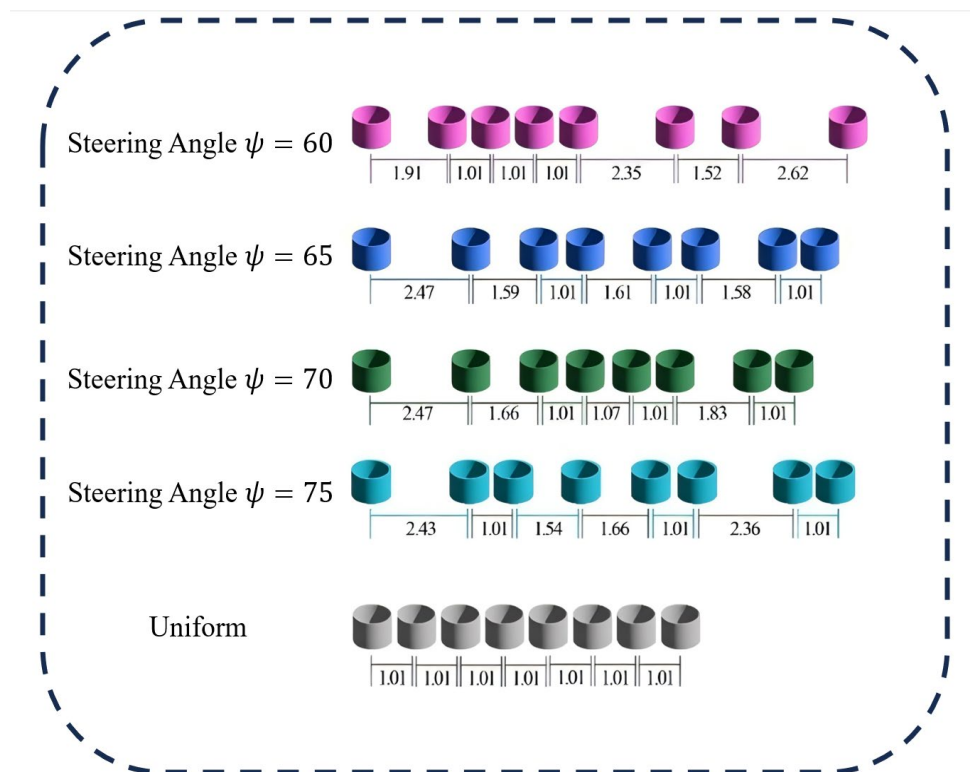 Steering Angle ψ = 60
1.91 1.01 1.01 1.01 2.35 1.52 2.62
Steering Angle ψ = 65
2.47 1.59 1.01 1.61 1.01 1.58 1.01
Steering Angle ψ = 70
2.47 1.66 1.01 1.07 1.01 1.83 1.01
Steering Angle ψ = 75
2.43 1.01 1.54 1.66 1.01 2.36 1.01
Uniform
1.01 1.01 1.01 1.01 1.01 1.01 1.01